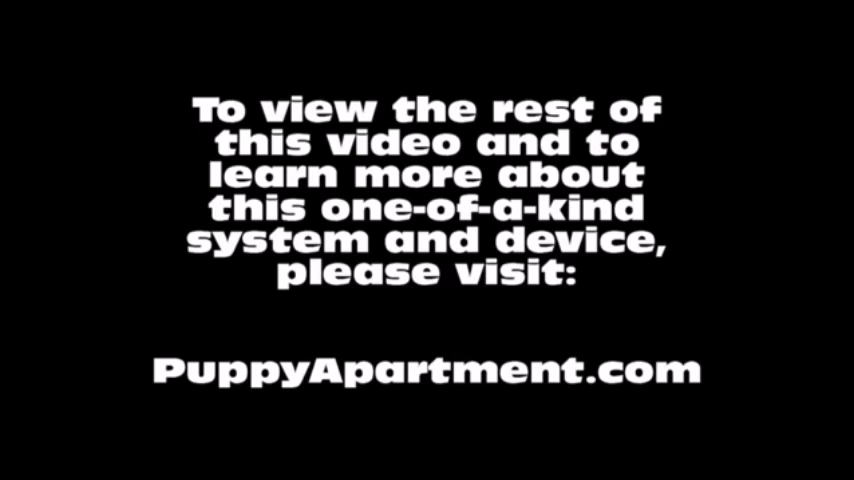 To view the rest of
this video and to
learn more about
this one-of-a-kind
system and device,
please visit:
PuppyApartment.com